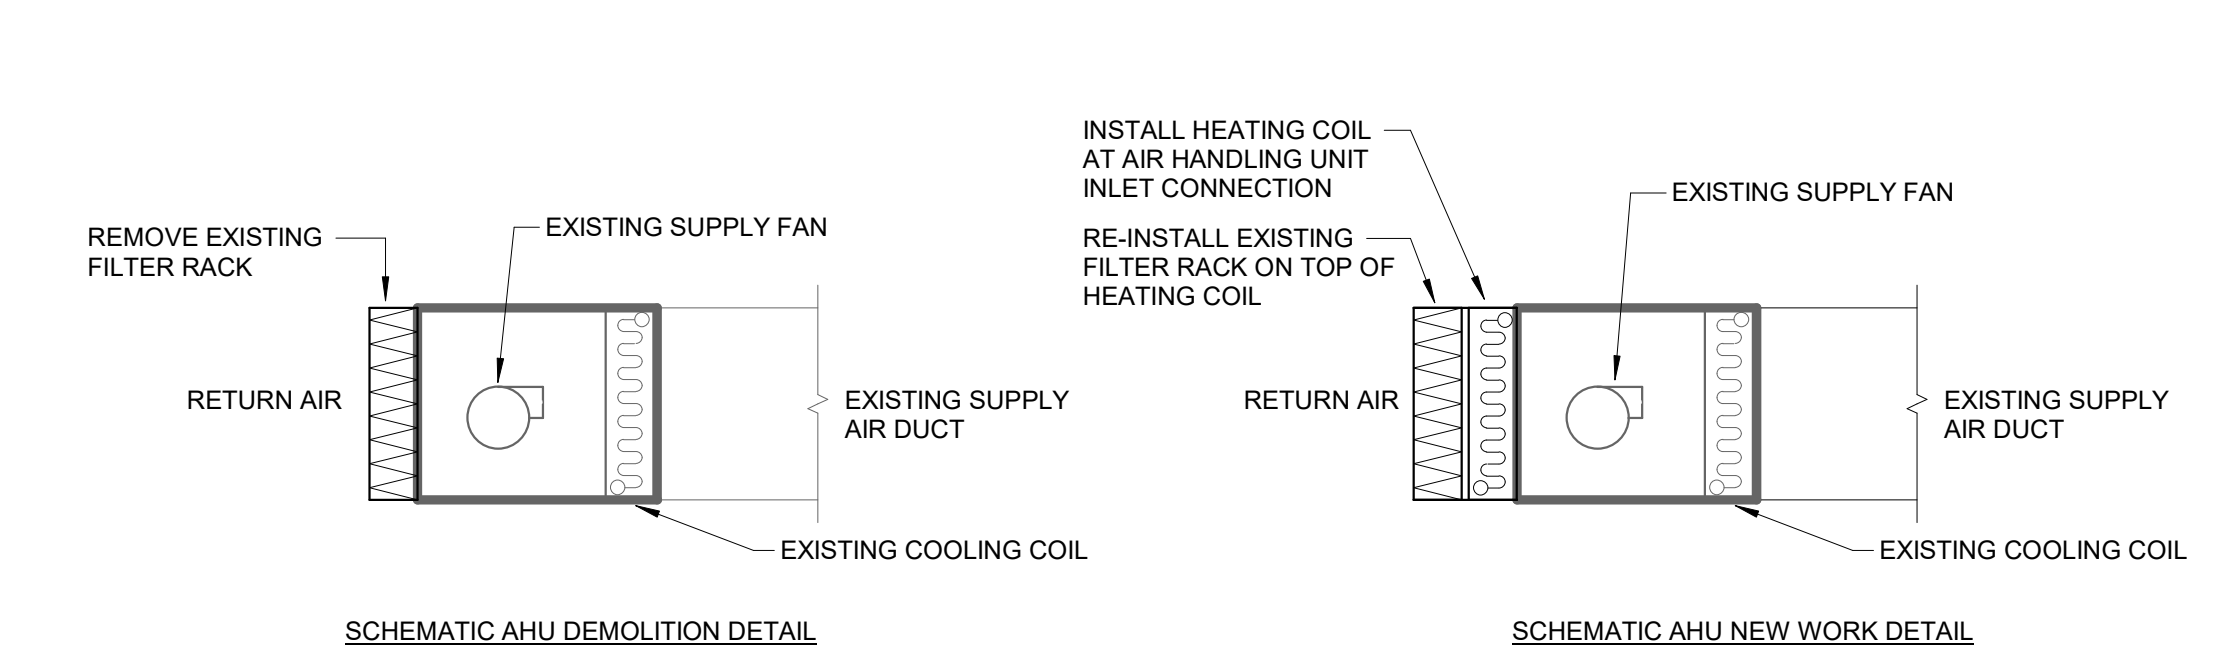 REMOVE EXISTING
FILTER RACK
EXISTING SUPPLY FAN
RETURN AIR
EXISTING SUPPLY
AIR DUCT
EXISTING COOLING COIL
SCHEMATIC AHU DEMOLITION DETAIL
INSTALL HEATING COIL
AT AIR HANDLING UNIT
INLET CONNECTION
RE-INSTALL EXISTING
FILTER RACK ON TOP OF
HEATING COIL
EXISTING SUPPLY FAN
RETURN AIR
EXISTING SUPPLY
AIR DUCT
EXISTING COOLING COIL
SCHEMATIC AHU NEW WORK DETAIL